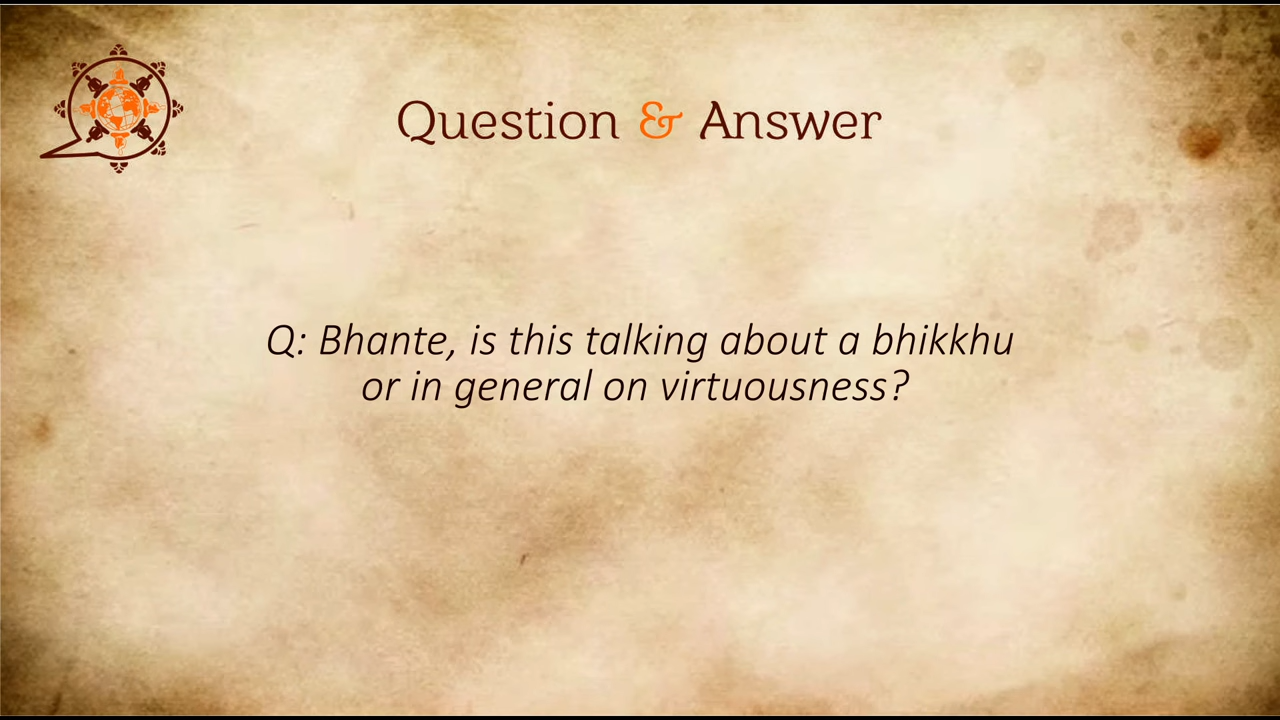 Question & Answer
Q: Bhante, is this talking about a bhikkhu
or in general on virtuousness?